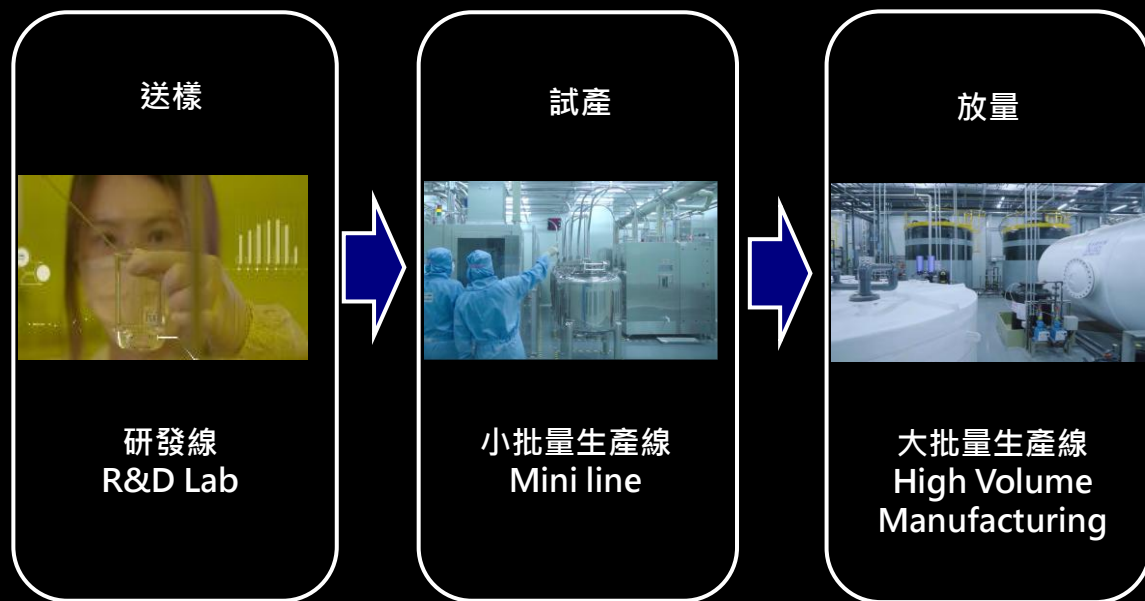 送樣
研發線
R&D Lab
試產
小批量生產線
Mini line
放量
大批量生產線
High Volume
Manufacturing